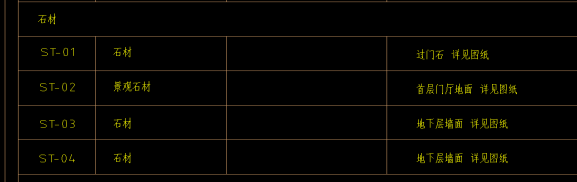 石材
ST-01 石材 过门石 详见图纸
ST-02 景观石材 首层门厅地面 详见图纸
ST-03 石材 地下层墙面 详见图纸
ST-04 石材 地下层墙面 详见图纸